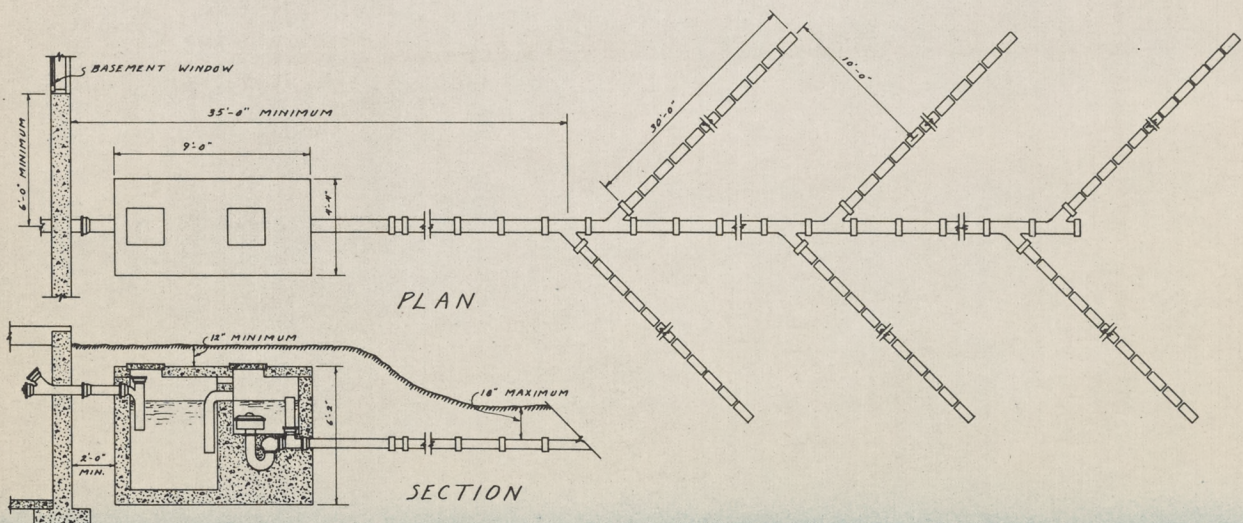 BASEMENT WINDOW
6'-0" MINIMUM
35'-0" MINIMUM
9'-0"
4'-4"
30'-0"
10'-0"
PLAN
12" MINIMUM
18" MAXIMUM
6'-2"
2'-0"
MIN.
SECTION